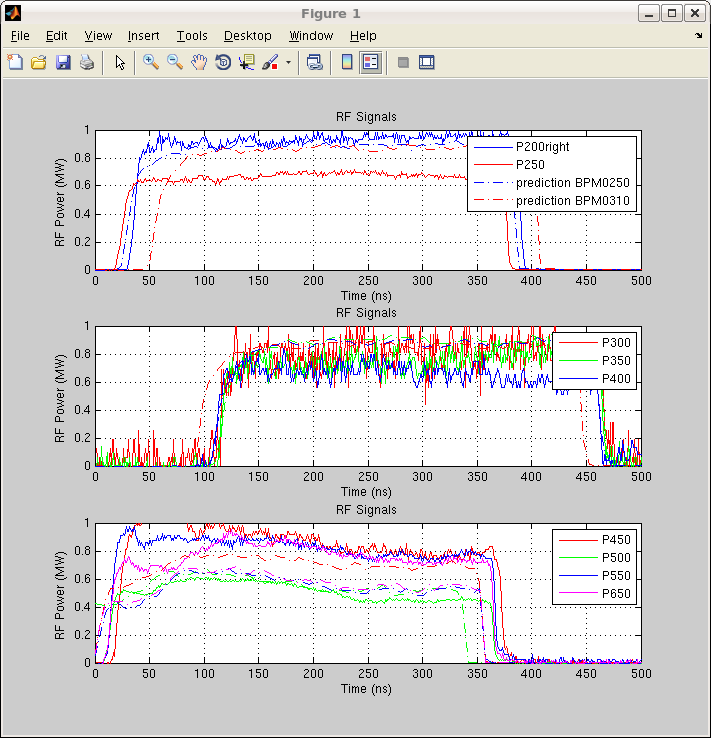 Figure 1
File Edit View Insert Tools Desktop Window Help
RF Signals
RF Power (MW)
1
0.8
0.6
0.4
0.2
0
P200right
P250
prediction BPM0250
prediction BPM0310
0 50 100 150 200 250 300 350 400 450 500
Time (ns)
RF Signals
RF Power (MW)
1
0.8
0.6
0.4
0.2
0
P300
P350
P400
0 50 100 150 200 250 300 350 400 450 500
Time (ns)
RF Signals
RF Power (MW)
1
0.8
0.6
0.4
0.2
0
P450
P500
P550
P650
0 50 100 150 200 250 300 350 400 450 500
Time (ns)